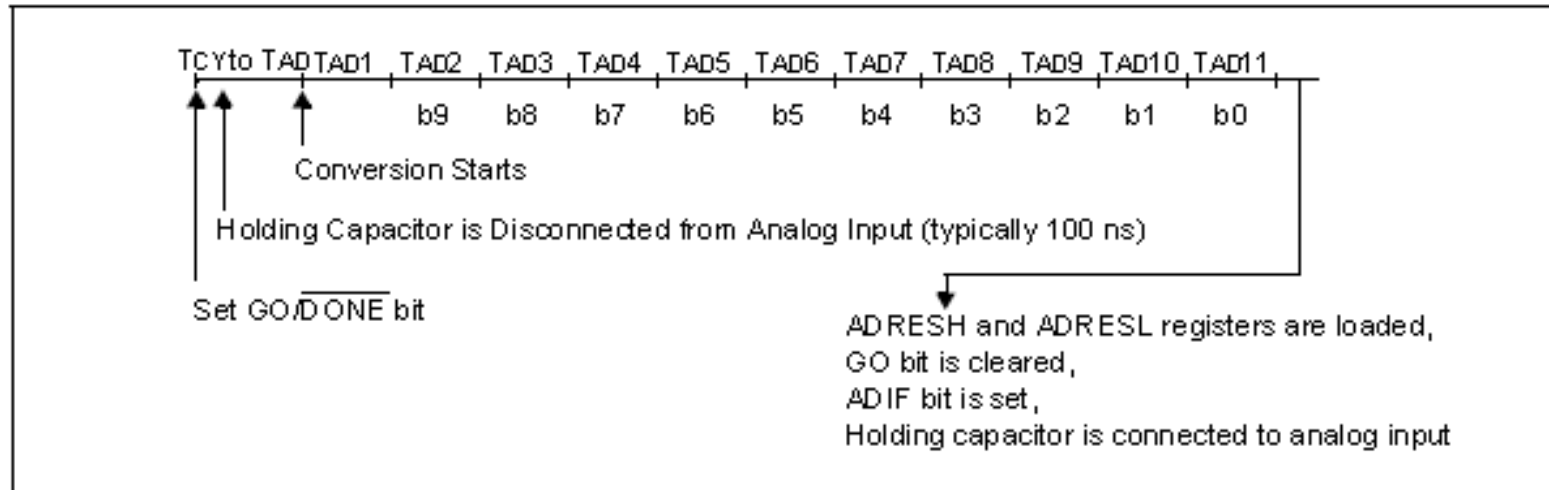 TCY to TAD TAD1 TAD2 TAD3 TAD4 TAD5 TAD6 TAD7 TAD8 TAD9 TAD10 TAD11
b9 b8 b7 b6 b5 b4 b3 b2 b1 b0
Conversion Starts
Holding Capacitor is Disconnected from Analog Input (typically 100 ns)
Set GO/DONE bit
ADRESH and ADRESL registers are loaded,
GO bit is cleared,
ADIF bit is set,
Holding capacitor is connected to analog input